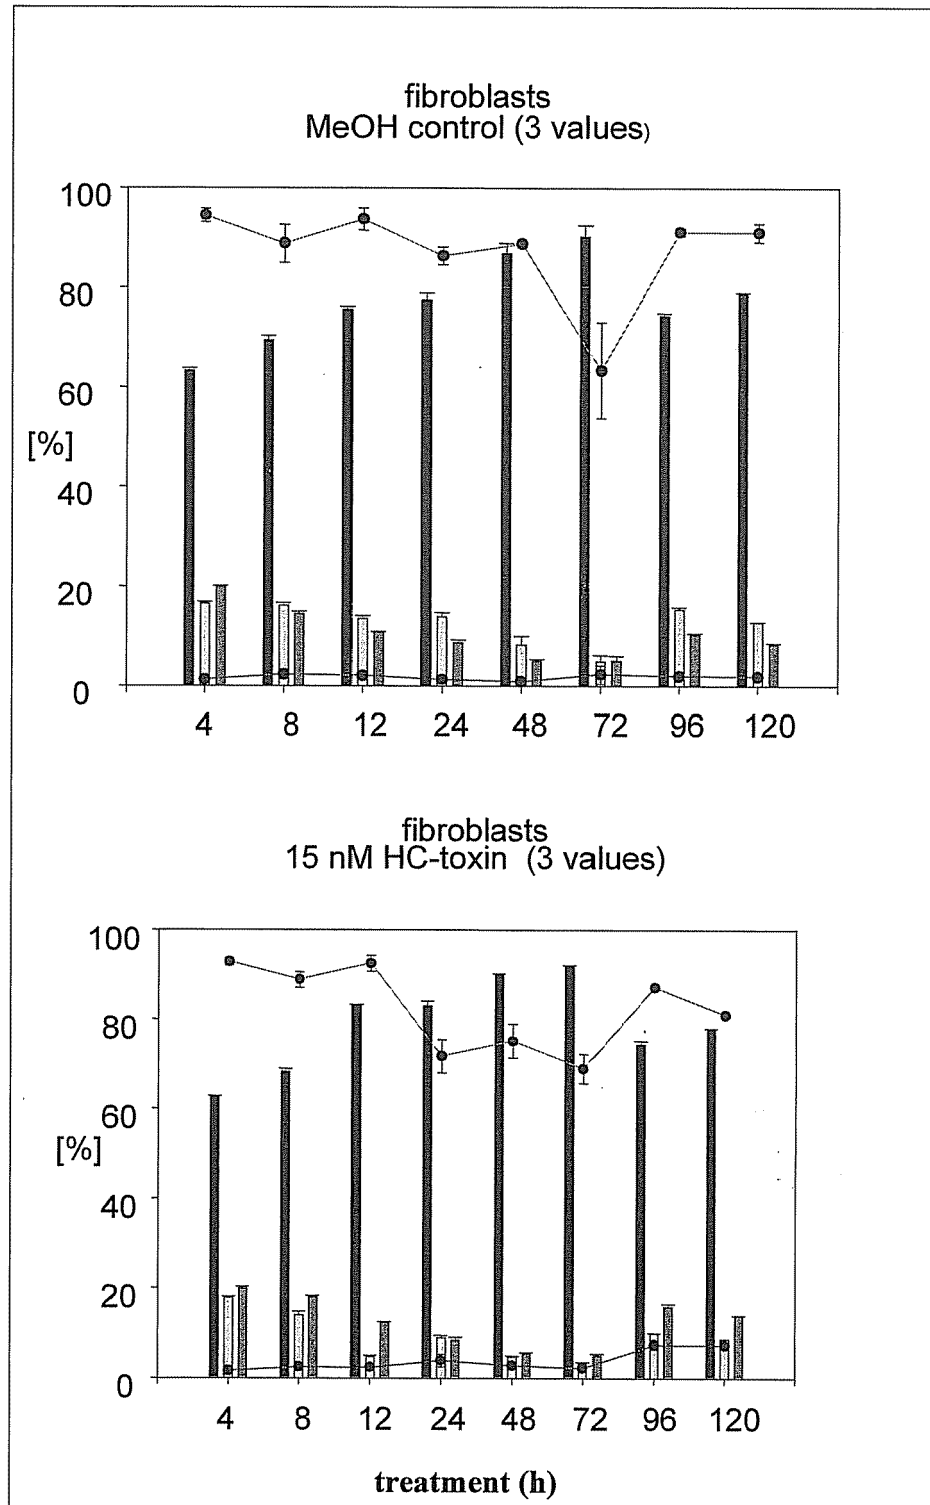 fibroblasts
MeOH control (3 values)
100
80
60
[%]
40
20
0
4 8 12 24 48 72 96 120
fibroblasts
15 nM HC-toxin (3 values)
100
80
60
[%]
40
20
0
4 8 12 24 48 72 96 120
treatment (h)